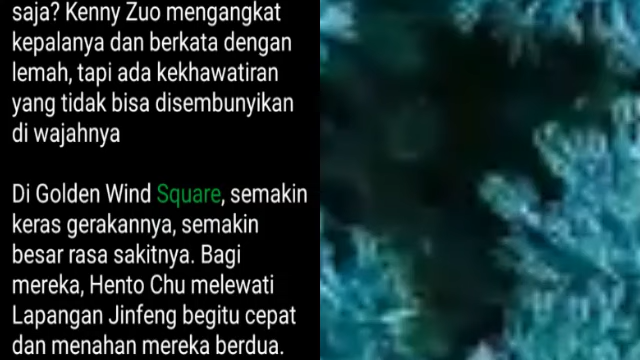 saja? Kenny Zuo mengangkat
kepalanya dan berkata dengan
lemah, tapi ada kekhawatiran
yang tidak bisa disembunyikan
di wajahnya
Di Golden Wind Square, semakin
keras gerakannya, semakin
besar rasa sakitnya. Bagi
mereka, Hento Chu melewati
Lapangan Jinfeng begitu cepat
dan menahan mereka berdua.